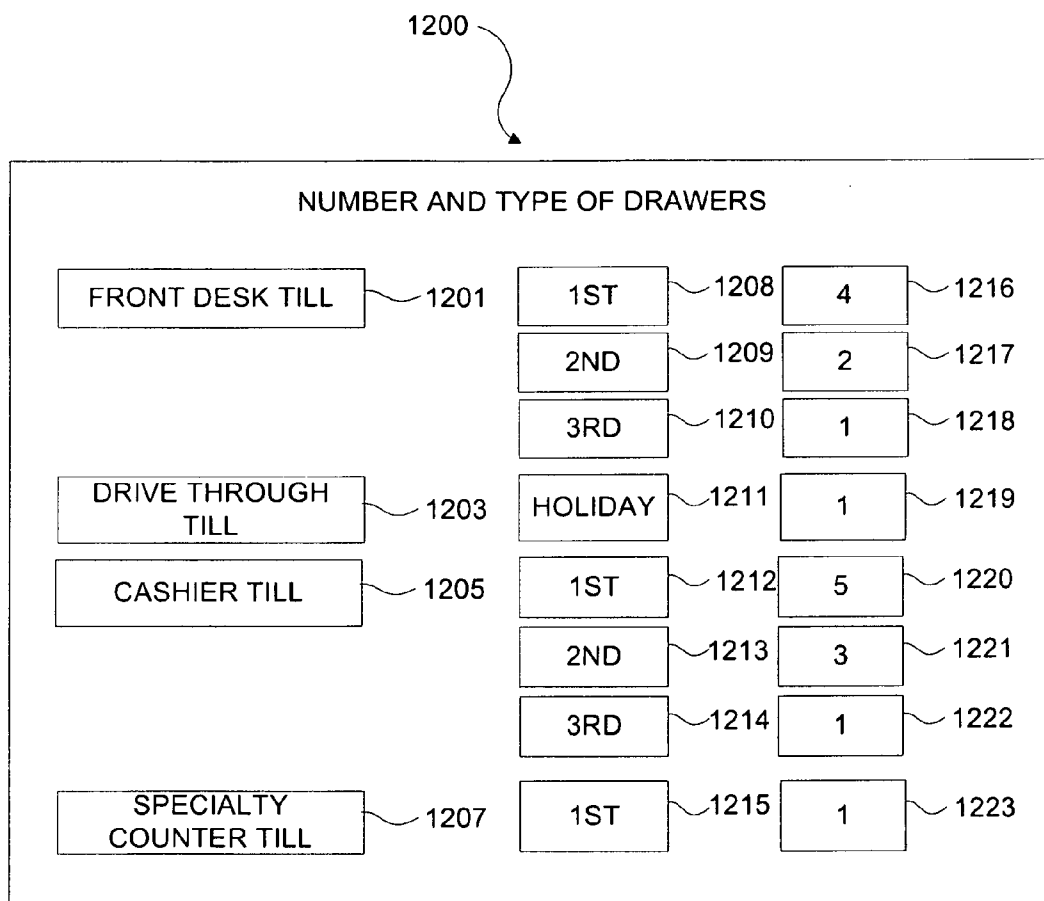 1200
NUMBER AND TYPE OF DRAWERS
FRONT DESK TILL 1201 1ST 1208 4 1216
2ND 1209 2 1217
3RD 1210 1 1218
DRIVE THROUGH
TILL 1203 HOLIDAY 1211 1 1219
CASHIER TILL 1205 1ST 1212 5 1220
2ND 1213 3 1221
3RD 1214 1 1222
SPECIALTY
COUNTER TILL 1207 1ST 1215 1 1223